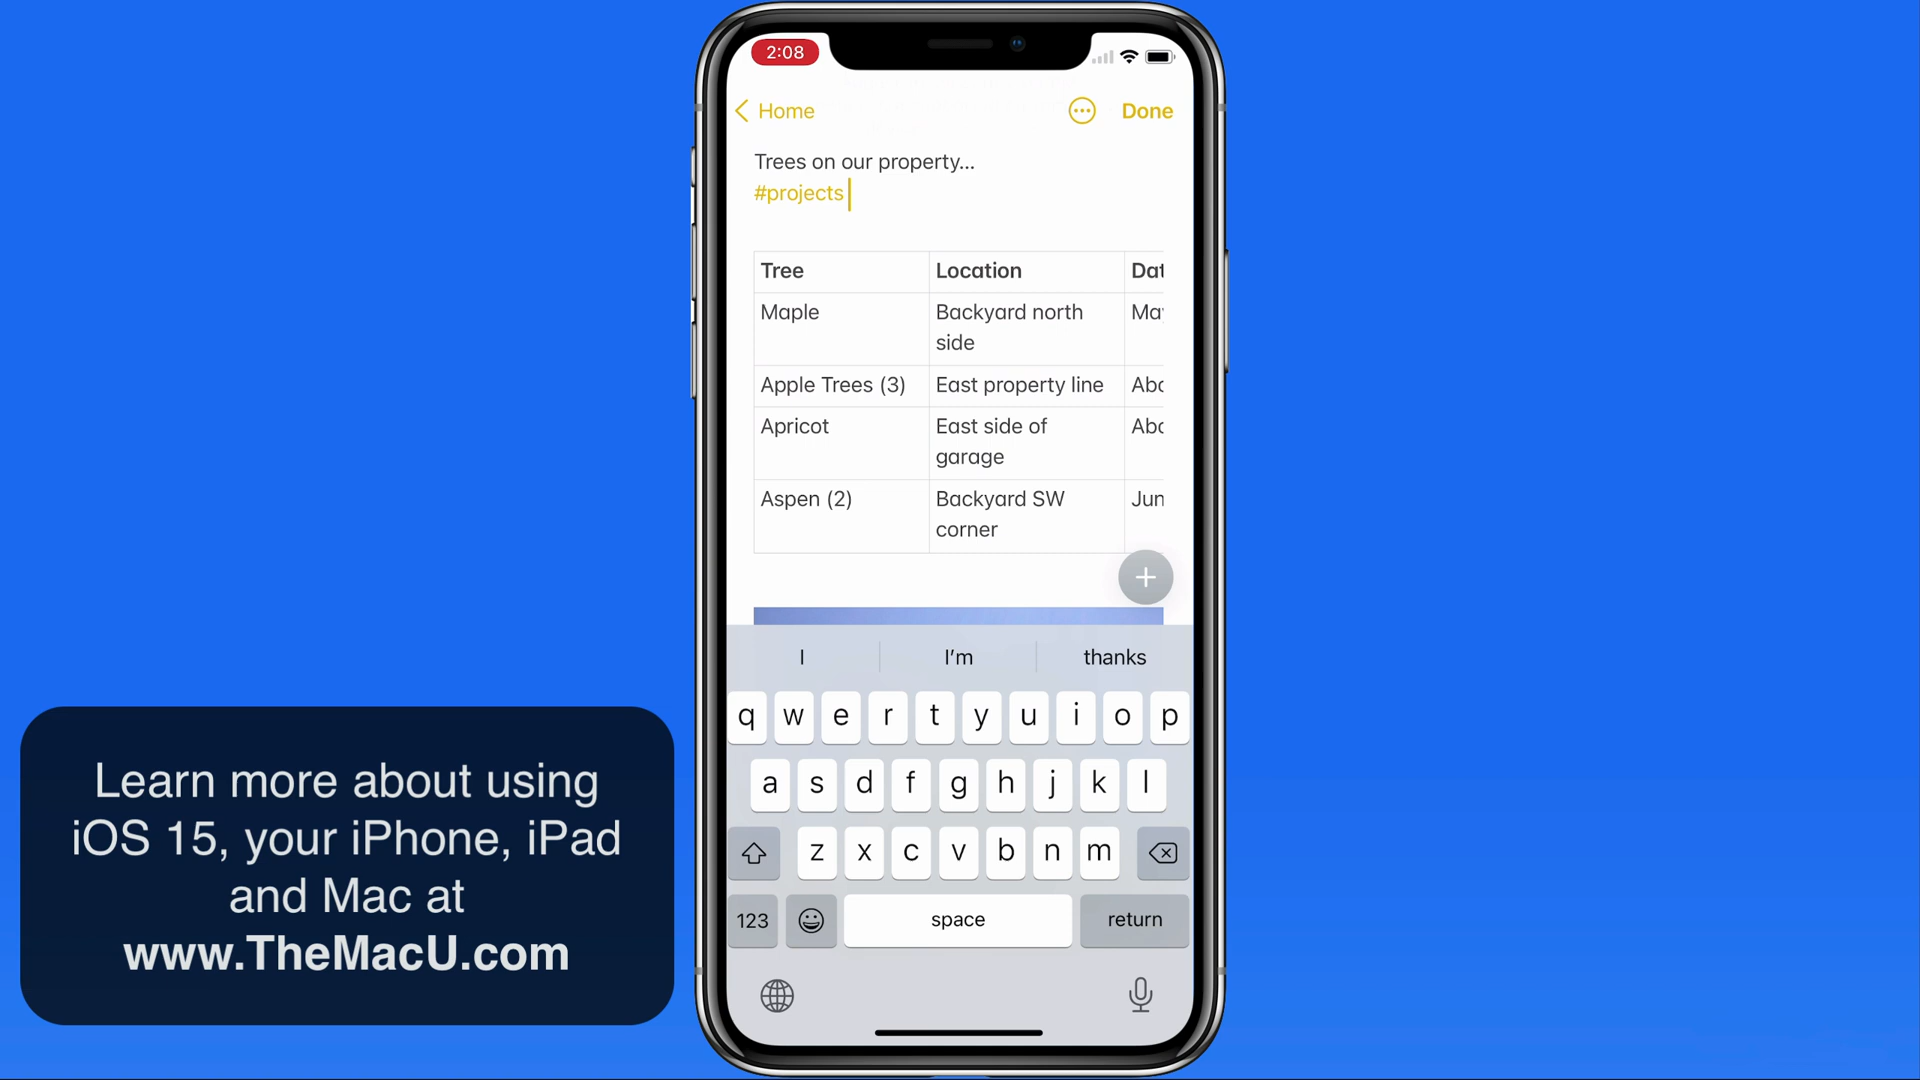 2:08
Home
Done
Trees on our property...
#projects
Tree Location Dat
Maple Backyard north side May
Apple Trees (3) East property line Abo
Apricot East side of garage Abo
Aspen (2) Backyard SW corner Jun
I I'm thanks
q w e r t y u i o p
a s d f g h j k l
z x c v b n m
123 space return
Learn more about using
iOS 15, your iPhone, iPad
and Mac at
www.TheMacU.com